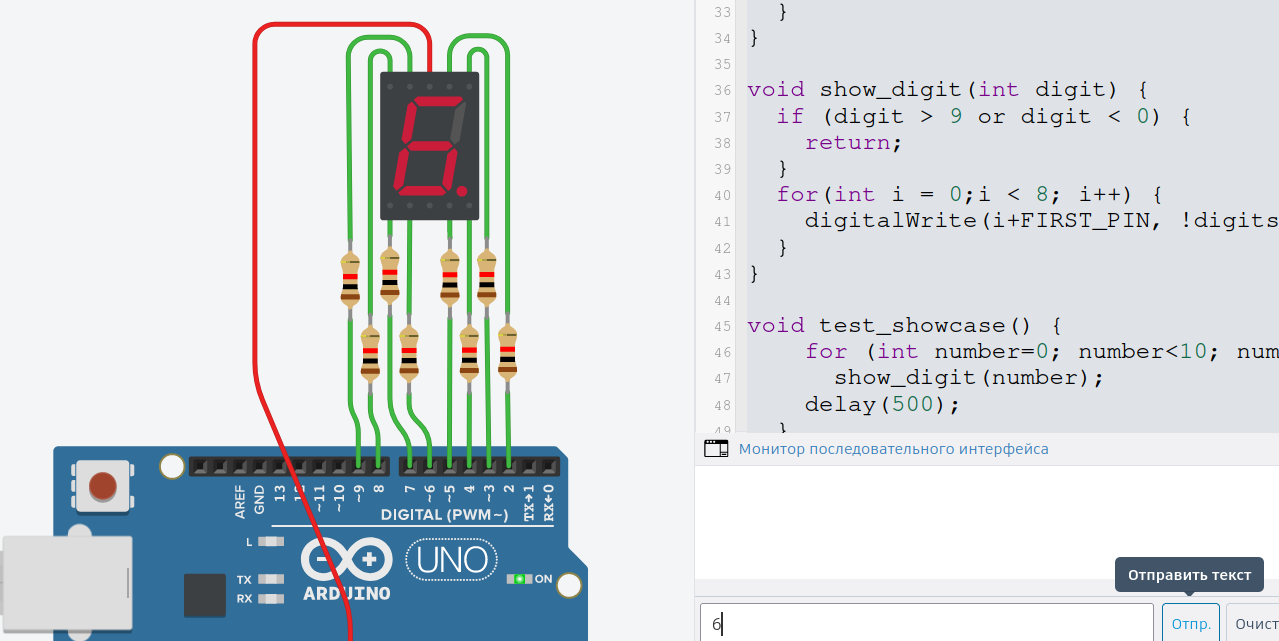 33 }
34 }
35
36 void show_digit(int digit) {
37 if (digit > 9 or digit < 0) {
38 return;
39 }
40 for(int i = 0;i < 8; i++) {
41 digitalWrite(i+FIRST_PIN, !digits
42 }
43 }
44
45 void test_showcase() {
46 for (int number=0; number<10; num
47 show_digit(number);
48 delay(500);
49 }
Монитор последовательного интерфейса
Отправить текст
6
Отпр.
Очист
AREF
GND
13
12
~11
~10
~9
8
7
~6
~5
~4
~3
2
TX→1
RX←0
DIGITAL (PWM~)
L
TX
RX
ARDUINO
UNO
ON